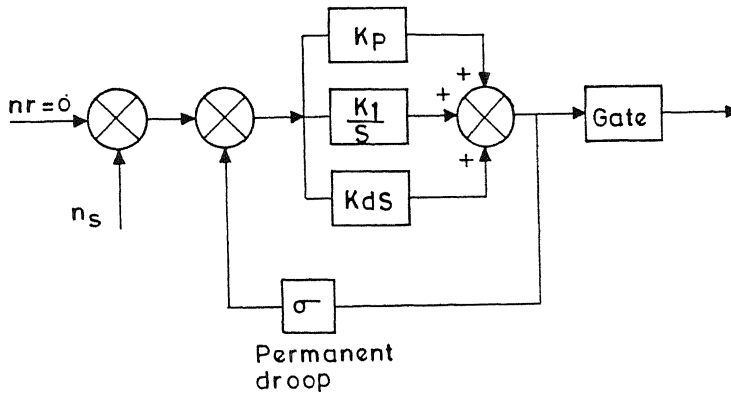 Kp
nr = 0
+
+
K1
S
Gate
+
ns
KdS
σ
Permanent
droop